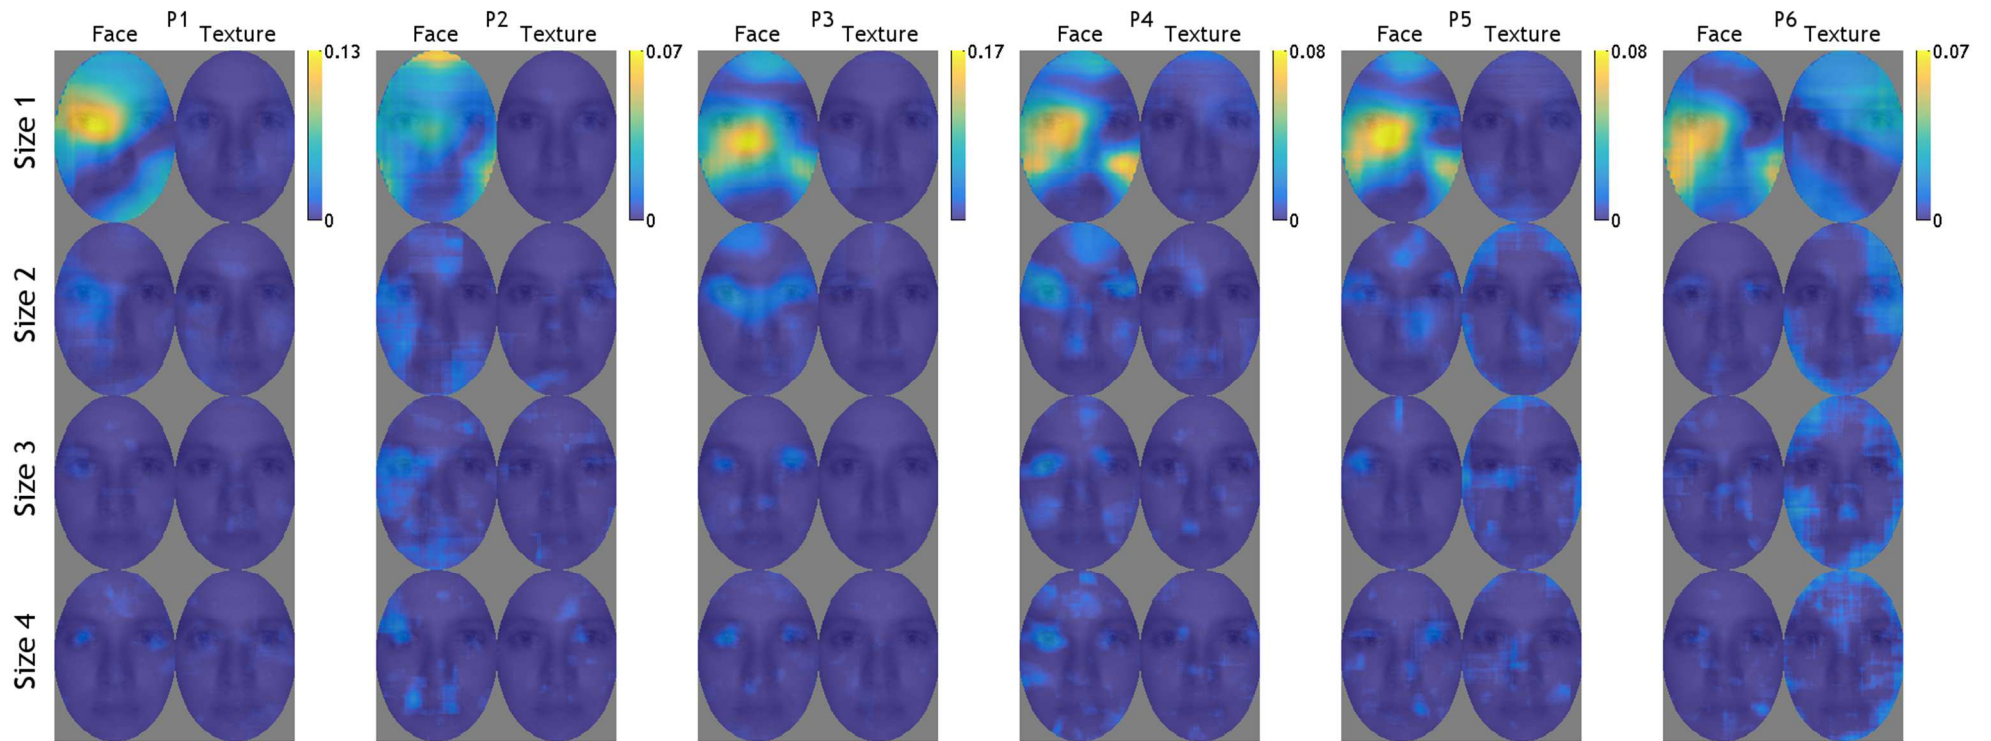 P1 P2 P3 P4 P5 P6
Face Texture Face Texture Face Texture Face Texture Face Texture Face Texture
0.13 0.07 0.17 0.08 0.08 0.07
Size 1
0 0 0 0 0
Size 2
Size 3
Size 4